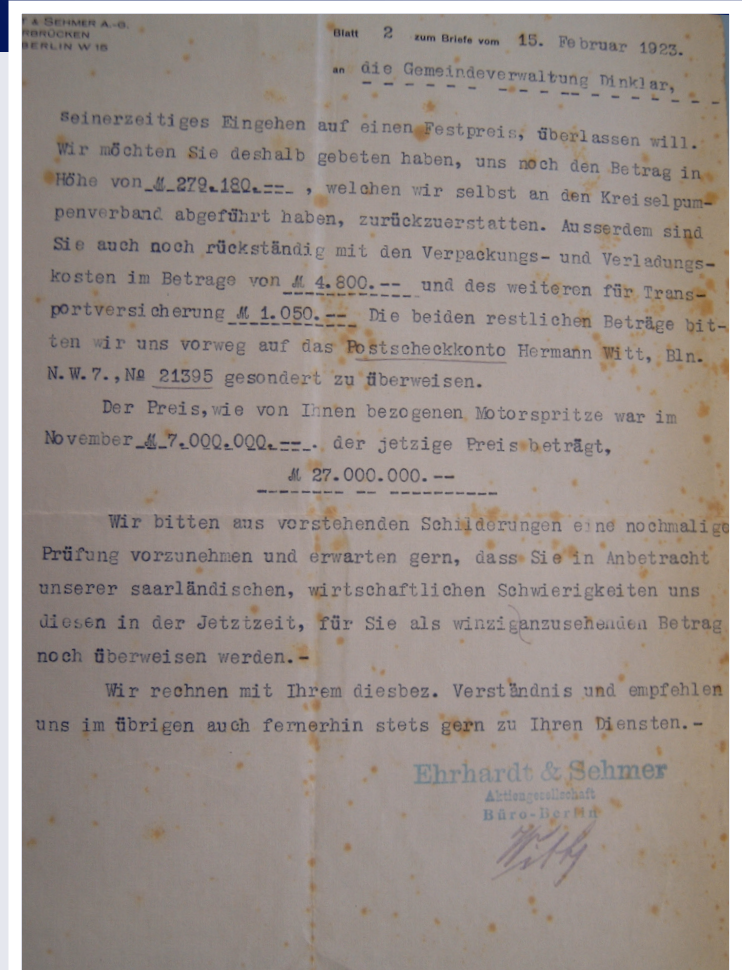 & SEHMER A.-G.
RBRÜCKEN
BERLIN W 15
Blatt 2 zum Briefe vom 15. Februar 1923.
an die Gemeindeverwaltung Dinklar,
seinerzeitiges Eingehen auf einen Festpreis, überlassen will.
Wir möchten Sie deshalb gebeten haben, uns noch den Betrag in
Höhe von ℳ 279.180.-- , welchen wir selbst an den Kreiselpum-
penverband abgeführt haben, zurückzuerstatten. Ausserdem sind
Sie auch noch rückständig mit den Verpackungs- und Verladungs-
kosten im Betrage von ℳ 4.800.-- und des weiteren für Trans-
portversicherung ℳ 1.050.-- Die beiden restlichen Beträge bit-
ten wir uns vorweg auf das Postscheckkonto Hermann Witt, Bln.
N.W.7.,№ 21395 gesondert zu überweisen.
Der Preis,wie von Ihnen bezogenen Motorspritze war im
November ℳ 7.000.000.--. der jetzige Preis beträgt,
ℳ 27.000.000.--
Wir bitten aus vorstehenden Schilderungen eine nochmalige
Prüfung vorzunehmen und erwarten gern, dass Sie in Anbetracht
unserer saarländischen, wirtschaftlichen Schwierigkeiten uns
diesen in der Jetztzeit, für Sie als winziganzusehenden Betrag
noch überweisen werden.-
Wir rechnen mit Ihrem diesbez. Verständnis und empfehlen
uns im übrigen auch fernerhin stets gern zu Ihren Diensten.-
Ehrhardt & Sehmer
Aktiengesellschaft
Büro-Berlin